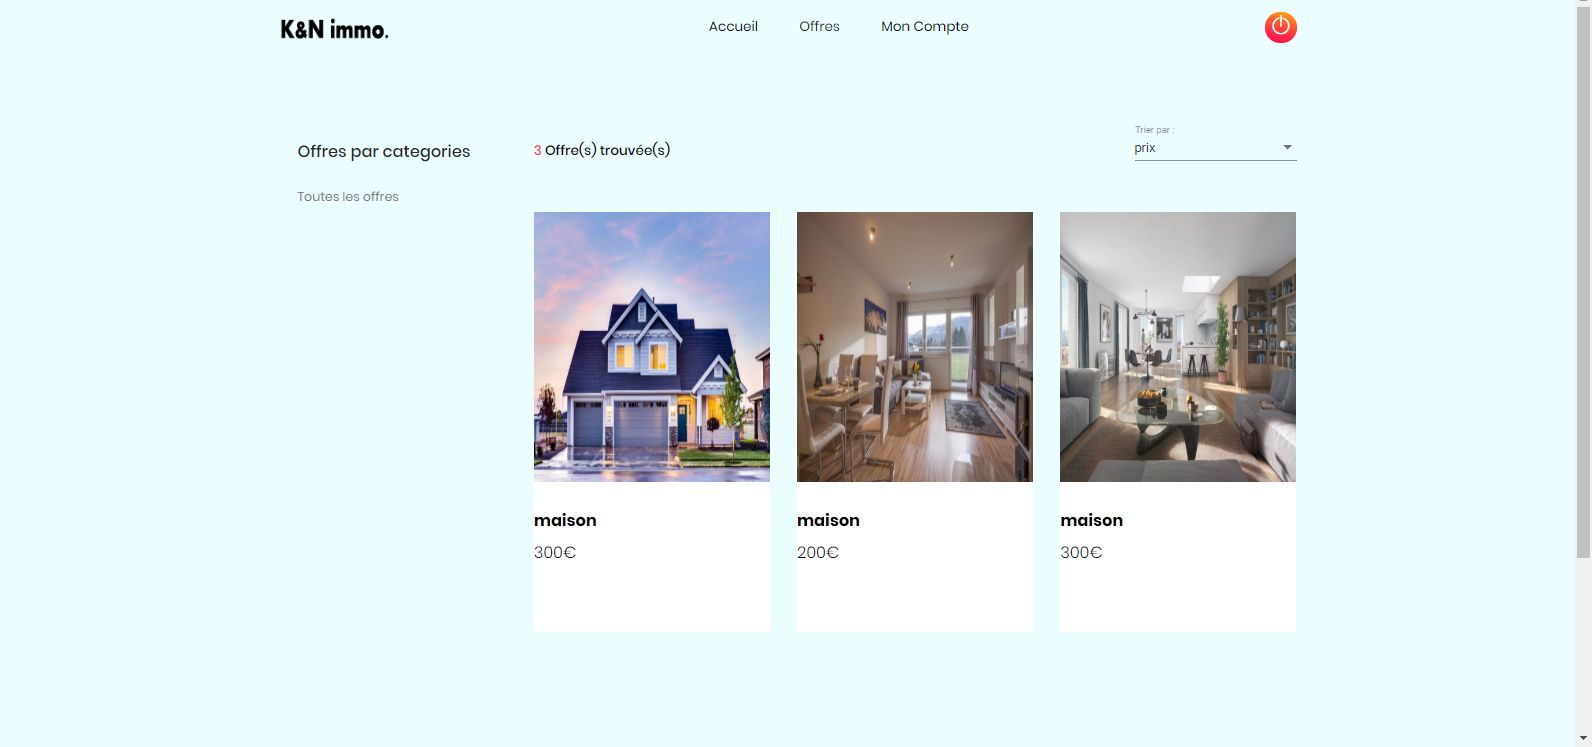 K&N immo.
Accueil
Offres
Mon Compte
Offres par categories
Toutes les offres
3 Offre(s) trouvée(s)
Trier par :
prix
maison
300€
maison
200€
maison
300€